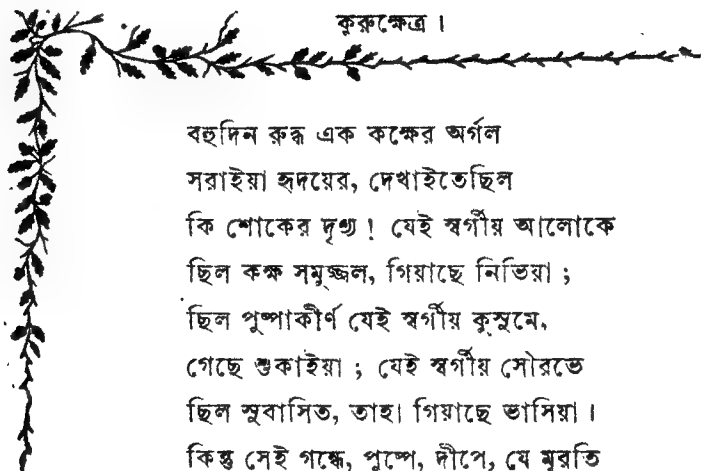 কুরুক্ষেত্র।
বহুদিন রুদ্ধ এক কক্ষের অর্গল
সরাইয়া হৃদয়ের, দেখাইতেছিল
কি শোকের দৃশ্য! যেই স্বর্গীয় আলোকে
ছিল কক্ষ সমুজ্জল, গিয়াছে নিভিয়া;
ছিল পুষ্পাকীর্ণ যেই স্বর্গীয় কুসুমে,
গেছে শুকাইয়া; যেই স্বর্গীয় সৌরভে
ছিল সুবাসিত, তাহা গিয়াছে ভাসিয়া।
কিন্তু সেই গন্ধে, পুষ্পে, দীপে, যে মূরতি